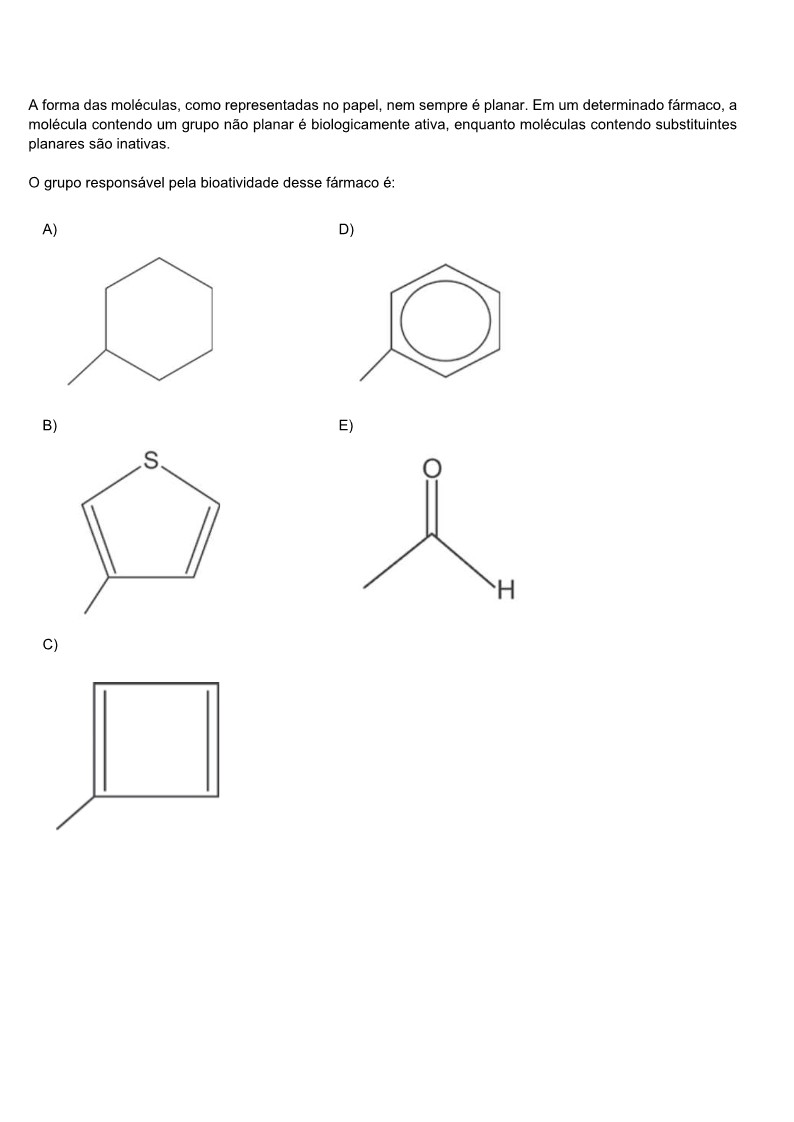 A forma das moléculas, como representadas no papel, nem sempre é planar. Em um determinado fármaco, a
molécula contendo um grupo não planar é biologicamente ativa, enquanto moléculas contendo substituintes
planares são inativas.
O grupo responsável pela bioatividade desse fármaco é:
A)
D)
B)
E)
S
O
H
C)